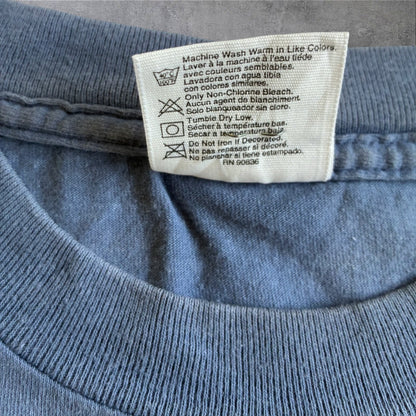 Machine Wash Warm in Like Colors.
Laver à la machine à l'eau tiède
avec couleurs semblables.
Lavadora con agua tibia
con colores similares.
Only Non-Chlorine Bleach.
Aucun agent de blanchiment.
Solo blanqueador sin cloro.
Tumble Dry Low.
Sécher à température bas.
Secar a temperatura baja
Do Not Iron If Decorated.
Ne pas repasser si décoré.
No planchar si tiene estampado.
RN 90836